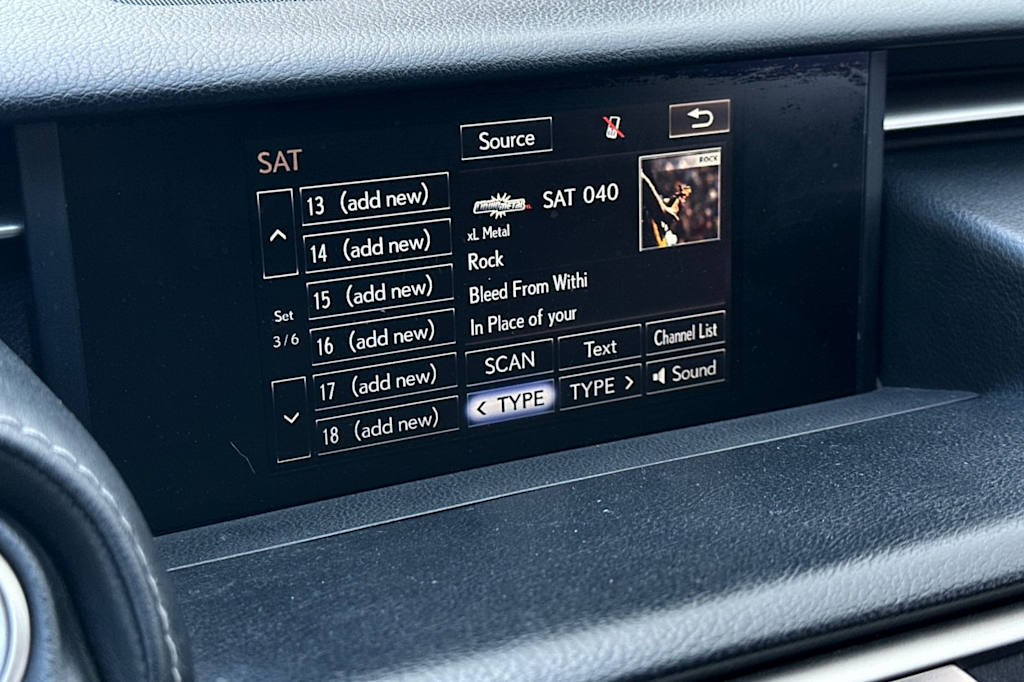 SAT
Source
13 (add new)
14 (add new)
15 (add new)
16 (add new)
17 (add new)
18 (add new)
Set
3/6
SAT 040
ROCK
xL Metal
Rock
Bleed From Withi
In Place of your
SCAN
Text
Channel List
< TYPE
TYPE >
Sound